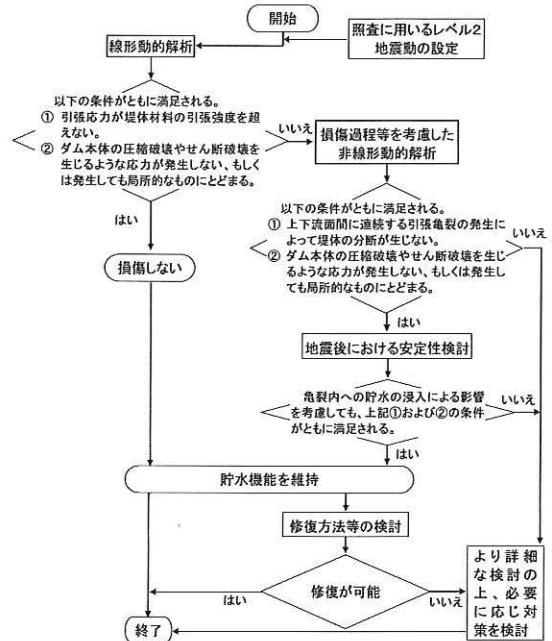 開始
照査に用いるレベル2
地震動の設定
線形動的解析
以下の条件がともに満足される。
① 引張応力が堤体材料の引張強度を超
えない。
② ダム本体の圧縮破壊やせん断破壊を
生じるような応力が発生しない、もしく
は発生しても局所的なものにとどまる。
いいえ
はい
損傷過程等を考慮した
非線形動的解析
以下の条件がともに満足される。
① 上下流面間に連続する引張亀裂の発生に
よって堤体の分断が生じない。
② ダム本体の圧縮破壊やせん断破壊を生じ
るような応力が発生しない、もしくは発生し
ても局所的なものにとどまる。
いいえ
はい
損傷しない
地震後における安定性検討
亀裂内への貯水の浸入による影響
を考慮しても、上記①および②の条件
がともに満足される。
いいえ
はい
貯水機能を維持
修復方法等の検討
修復が可能
はい
いいえ
より詳細
な検討の
上、必要
に応じ対
策を検討
終了